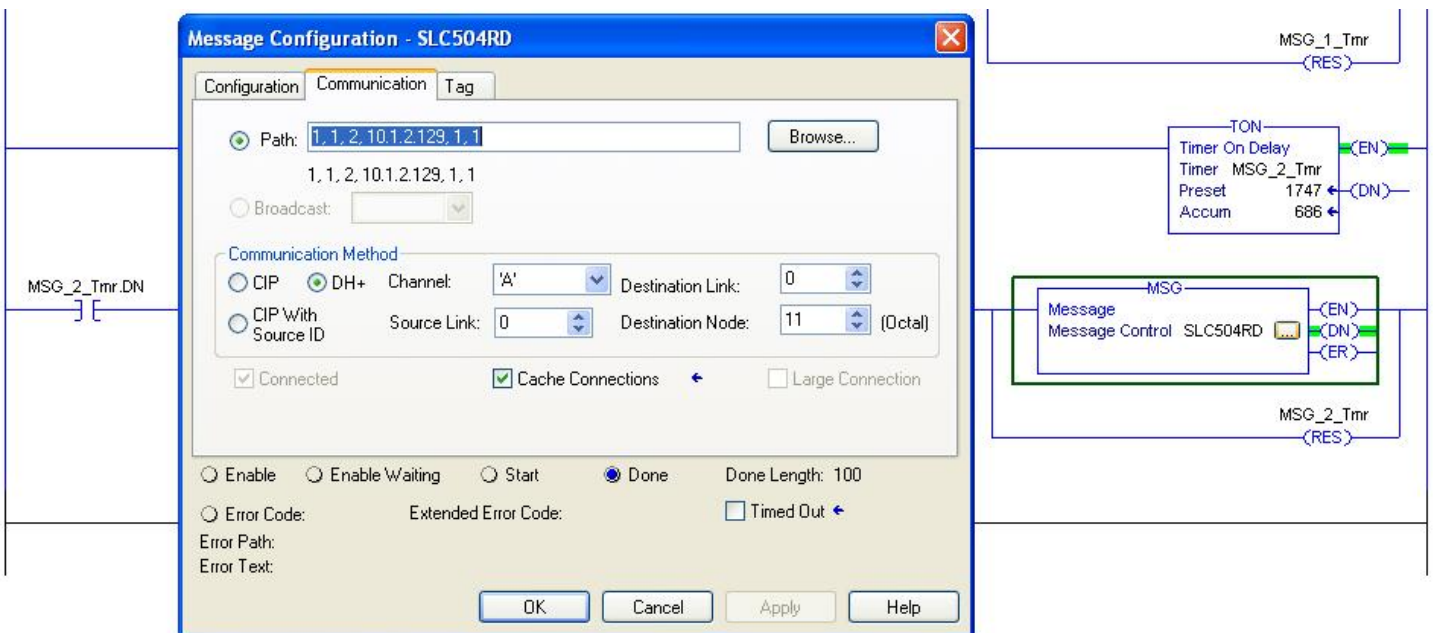 Message Configuration - SLC504RD
Configuration Communication Tag
Path: 1, 1, 2, 10.1.2.129, 1, 1 Browse...
1, 1, 2, 10.1.2.129, 1, 1
Broadcast:
Communication Method
CIP DH+ Channel: 'A' Destination Link: 0
CIP With
Source ID Source Link: 0 Destination Node: 11 (Octal)
Connected Cache Connections Large Connection
Enable Enable Waiting Start Done Done Length: 100
Error Code: Extended Error Code: Timed Out
Error Path:
Error Text:
OK Cancel Apply Help
MSG_2_Tmr.DN
MSG_1_Tmr
(RES)
TON
Timer On Delay (EN)
Timer MSG_2_Tmr
Preset 1747 (DN)
Accum 686
MSG
Message (EN)
Message Control SLC504RD ... (DN)
(ER)
MSG_2_Tmr
(RES)